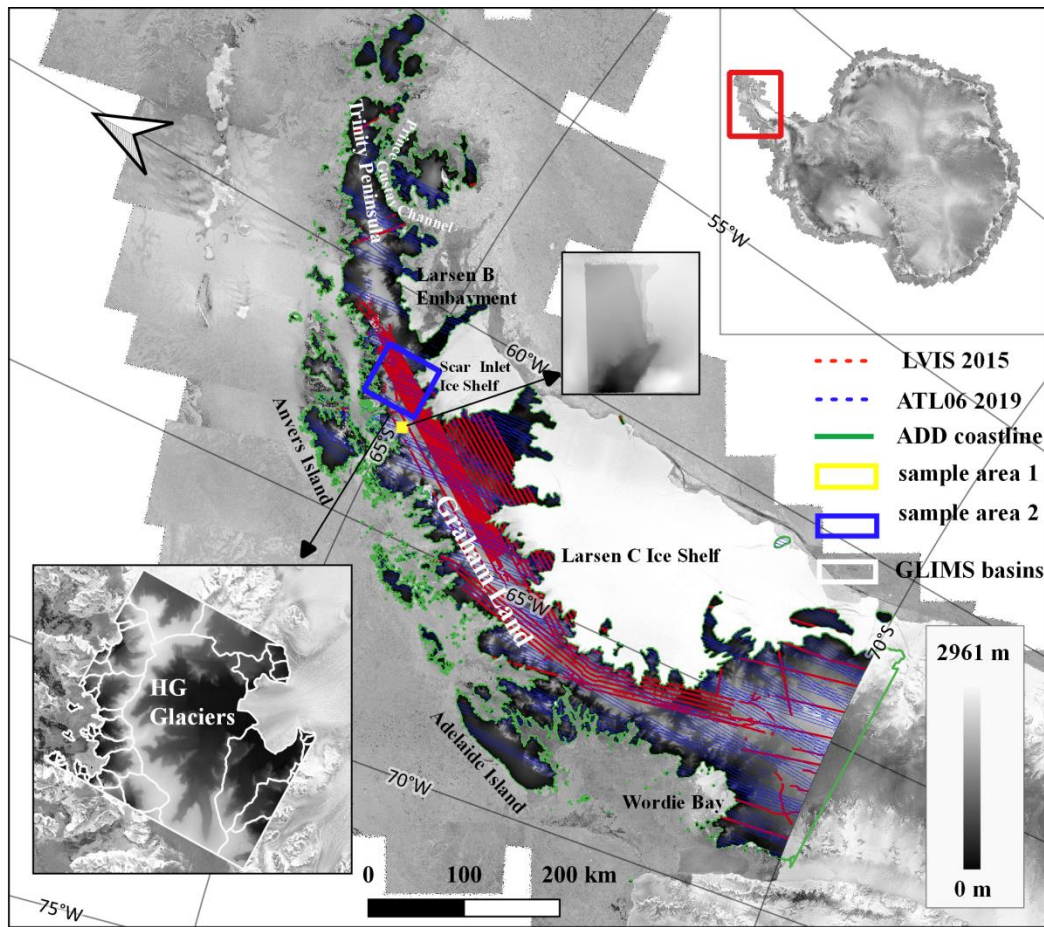 Trinity Peninsula
Prince Gustar Channel
Larsen B
Embayment
55°W
60°W
Scar Inlet
Ice Shelf
LVIS 2015
ATL06 2019
ADD coastline
sample area 1
sample area 2
GLIMS basins
Anvers Island
65°S
Graham Land
Larsen C Ice Shelf
65°W
70°S
2961 m
0 m
HG
Glaciers
Adelaide Island
70°W
Wordie Bay
0 100 200 km
75°W